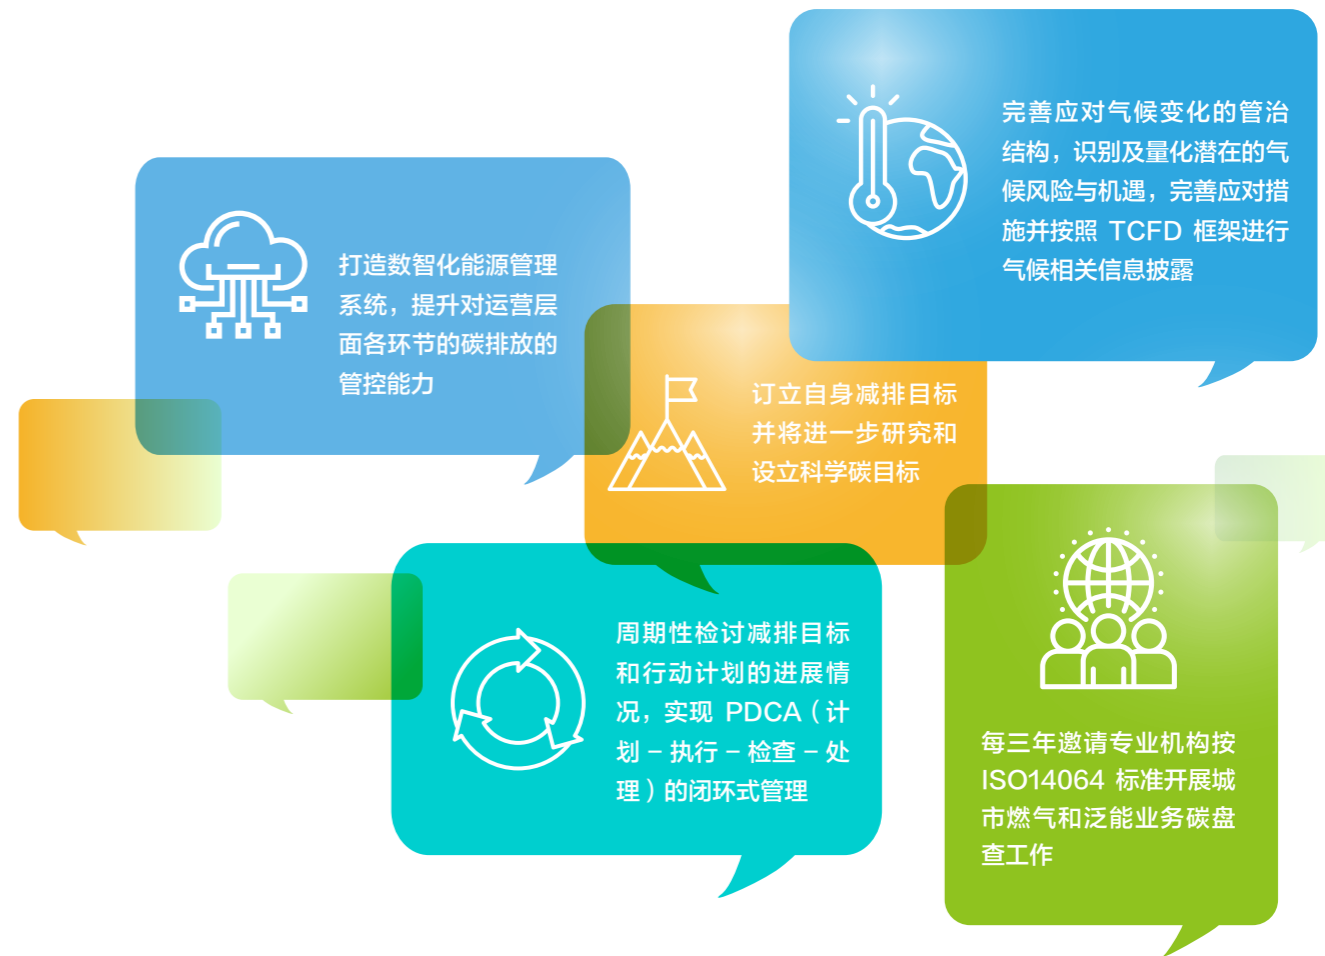 完善应对气候变化的管治
结构，识别及量化潜在的气
候风险与机遇，完善应对措
施并按照 TCFD 框架进行
气候相关信息披露
打造数智化能源管理
系统，提升对运营层
面各环节的碳排放的
管控能力
订立自身减排目标
并将进一步研究和
设立科学碳目标
周期性检讨减排目标
和行动计划的进展情
况，实现 PDCA（计
划 – 执行 – 检查 – 处
理）的闭环式管理
每三年邀请专业机构按
ISO14064 标准开展城
市燃气和泛能业务碳盘
查工作